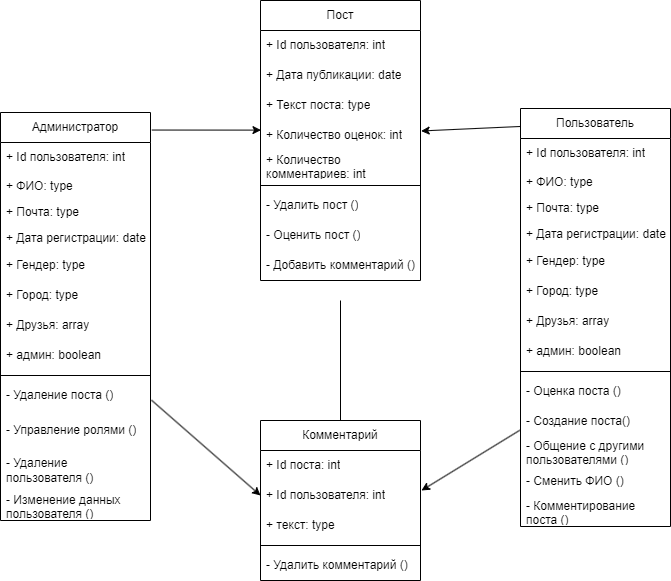 Пост
+ Id пользователя: int
+ Дата публикации: date
+ Текст поста: type
+ Количество оценок: int
+ Количество
комментариев: int
- Удалить пост ()
- Оценить пост ()
- Добавить комментарий ()
Администратор
+ Id пользователя: int
+ ФИО: type
+ Почта: type
+ Дата регистрации: date
+ Гендер: type
+ Город: type
+ Друзья: array
+ админ: boolean
- Удаление поста ()
- Управление ролями ()
- Удаление
пользователя ()
- Изменение данных
пользователя ()
Пользователь
+ Id пользователя: int
+ ФИО: type
+ Почта: type
+ Дата регистрации: date
+ Гендер: type
+ Город: type
+ Друзья: array
+ админ: boolean
- Оценка поста ()
- Создание поста()
- Общение с другими
пользователями ()
- Сменить ФИО ()
- Комментирование
поста ()
Комментарий
+ Id поста: int
+ Id пользователя: int
+ текст: type
- Удалить комментарий ()